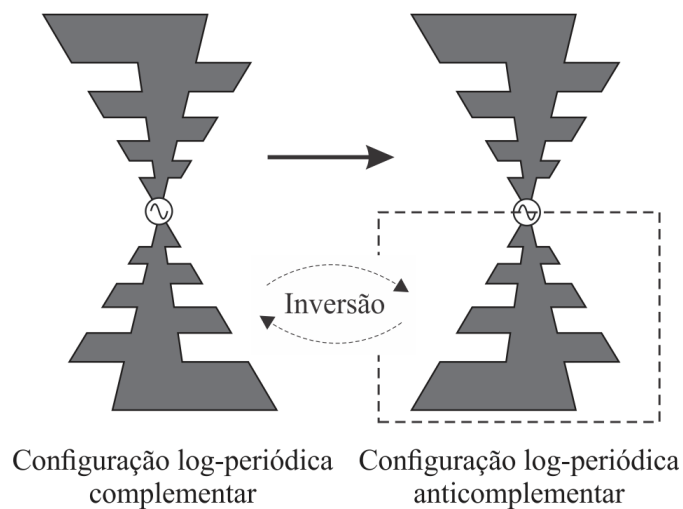 Inversão
Configuração log-periódica
complementar
Configuração log-periódica
anticomplementar